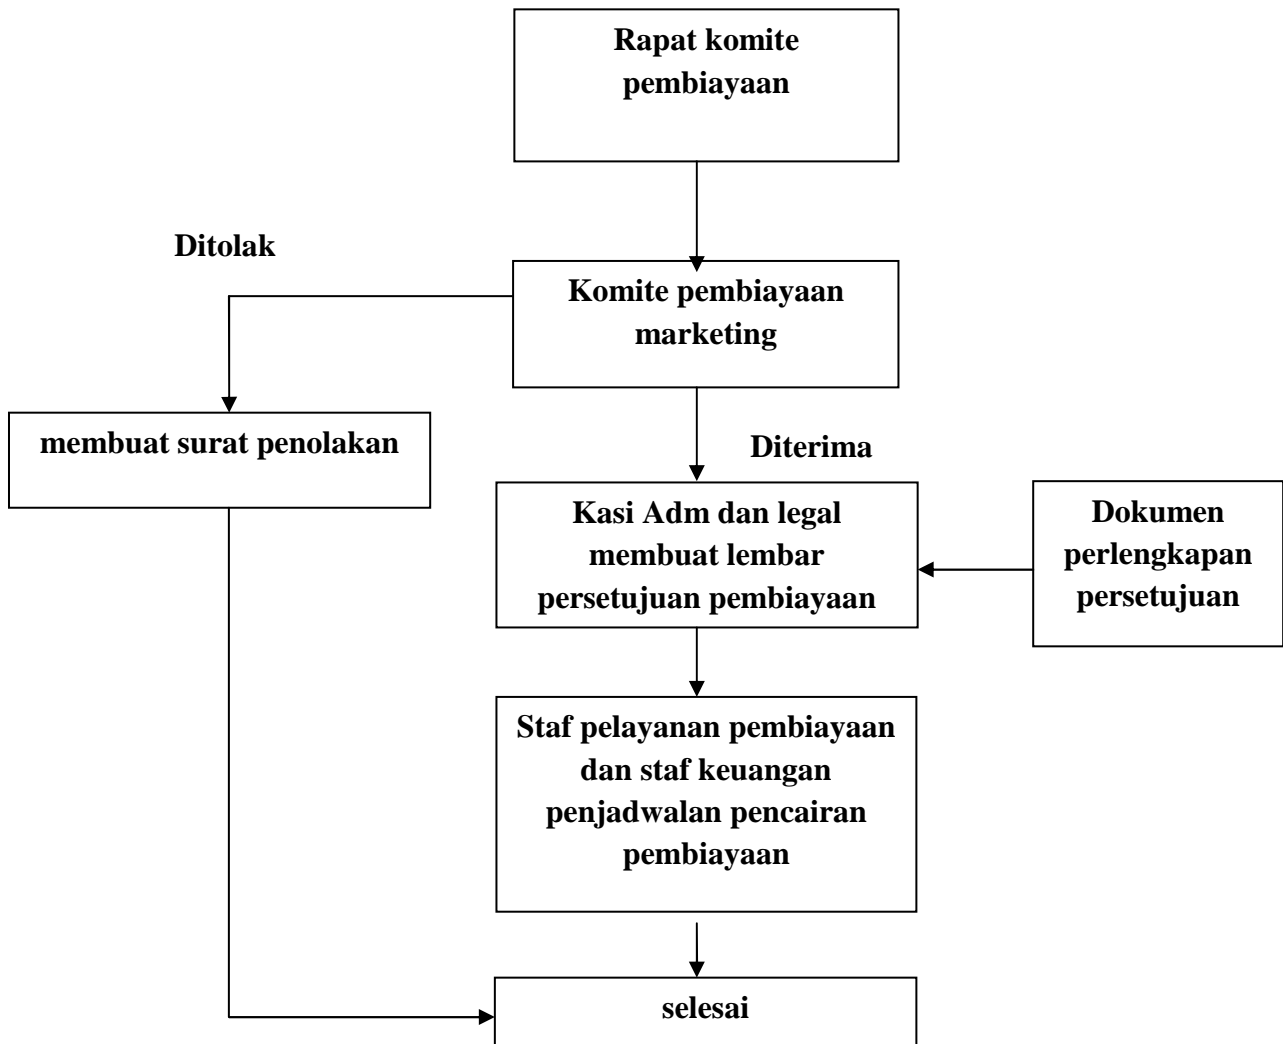 Rapat komite
pembiayaan
Ditolak
Komite pembiayaan
marketing
membuat surat penolakan
Diterima
Kasi Adm dan legal
membuat lembar
persetujuan pembiayaan
Dokumen
perlengkapan
persetujuan
Staf pelayanan pembiayaan
dan staf keuangan
penjadwalan pencairan
pembiayaan
selesai